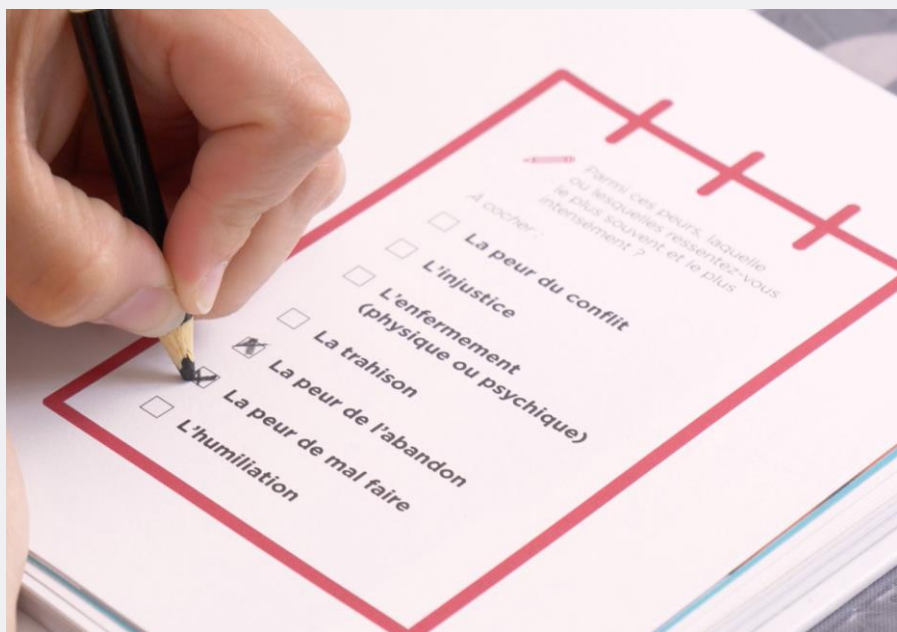 Parmi ces peurs, laquelle
ou lesquelles ressentez-vous
le plus souvent et le plus
intensément ?
À cocher :
La peur du conflit
L'injustice
L'enfermement
(physique ou psychique)
La trahison
La peur de l'abandon
La peur de mal faire
L'humiliation